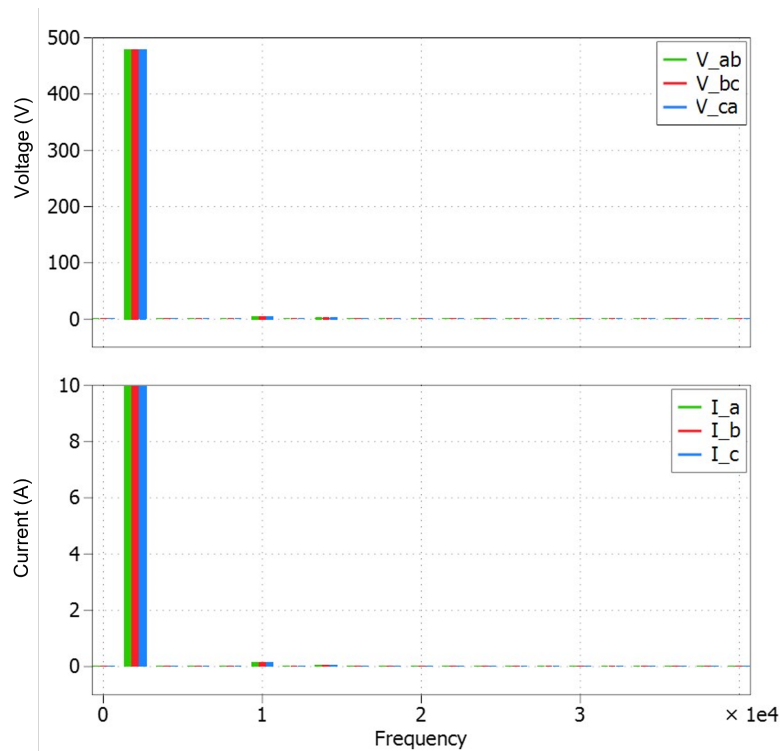 500
400
300
200
100
0
Voltage (V)
V_ab
V_bc
V_ca
10
8
6
4
2
0
Current (A)
I_a
I_b
I_c
0 1 2 3 × 1e4
Frequency